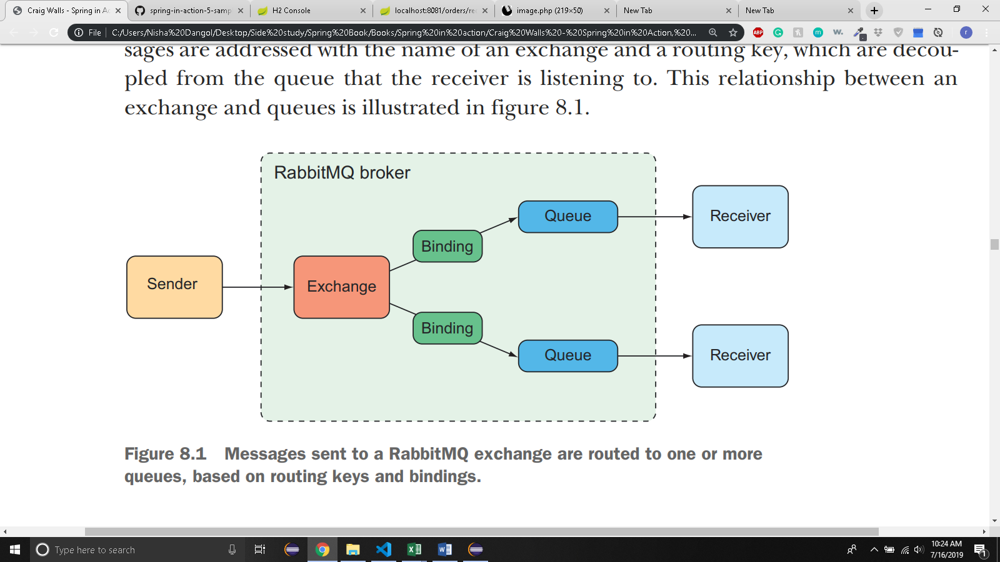 Craig Walls - Spring in Ac
spring-in-action-5-samp
H2 Console
localhost:8081/orders/re
image.php (219×50)
New Tab
New Tab
File
C:/Users/Nisha%20Dangol/Desktop/Side%20study/Spring%20Book/Books/Spring%20in%20action/Craig%20Walls%20-%20Spring%20in%20Action,%20...
ABP
m
w.
r
sages are addressed with the name of an exchange and a routing key, which are decou-
pled from the queue that the receiver is listening to. This relationship between an
exchange and queues is illustrated in figure 8.1.
RabbitMQ broker
Queue
Receiver
Binding
Sender
Exchange
Binding
Queue
Receiver
Figure 8.1 Messages sent to a RabbitMQ exchange are routed to one or more
queues, based on routing keys and bindings.
Type here to search
10:24 AM
7/16/2019
1